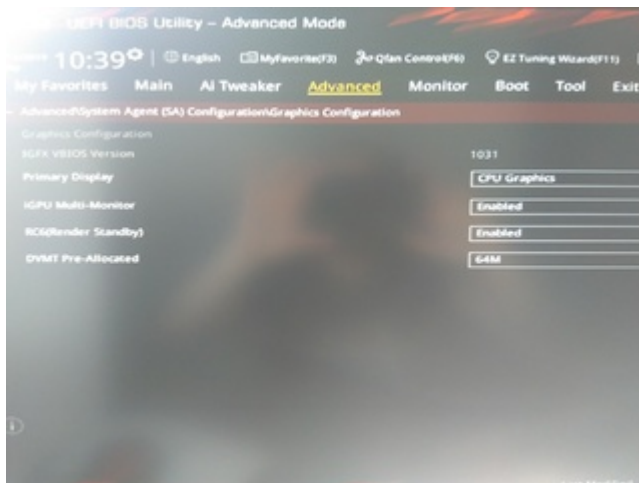 UEFI BIOS Utility – Advanced Mode
10:39 English MyFavorite(F3) Qfan Control(F6) EZ Tuning Wizard(F11)
My Favorites Main Ai Tweaker Advanced Monitor Boot Tool Exit
Advanced\System Agent (SA) Configuration\Graphics Configuration
Graphics Configuration
IGFX VBIOS Version 1031
Primary Display CPU Graphics
iGPU Multi-Monitor Enabled
RC6(Render Standby) Enabled
DVMT Pre-Allocated 64M